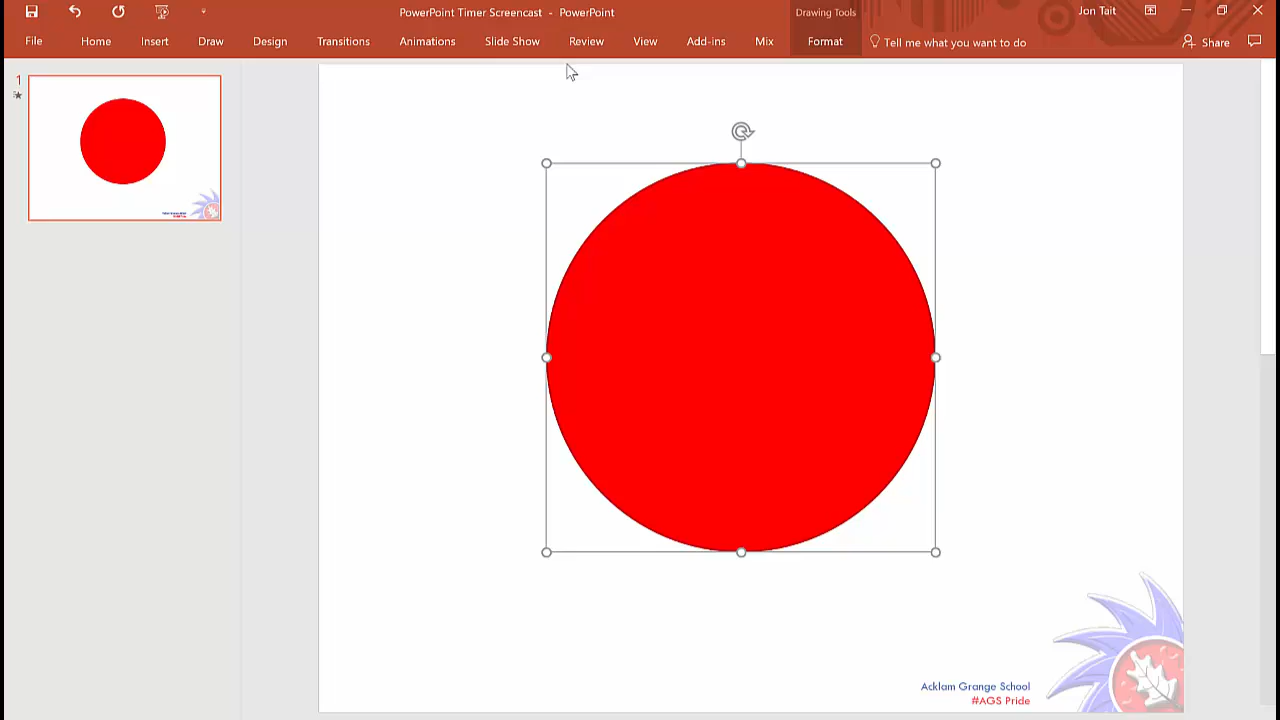 PowerPoint Timer Screencast - PowerPoint
Drawing Tools
Jon Tait
File Home Insert Draw Design Transitions Animations Slide Show Review View Add-ins Mix Format Tell me what you want to do Share
1
Acklam Grange School
#AGS Pride